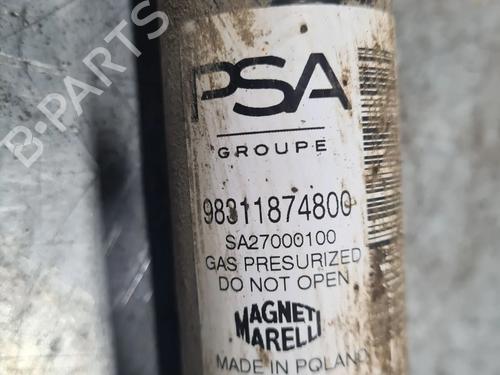 PSA
GROUPE
98311874800
SA27000100
GAS PRESURIZED
DO NOT OPEN
MAGNETI
MARELLI
MADE IN POLAND
B-PARTS